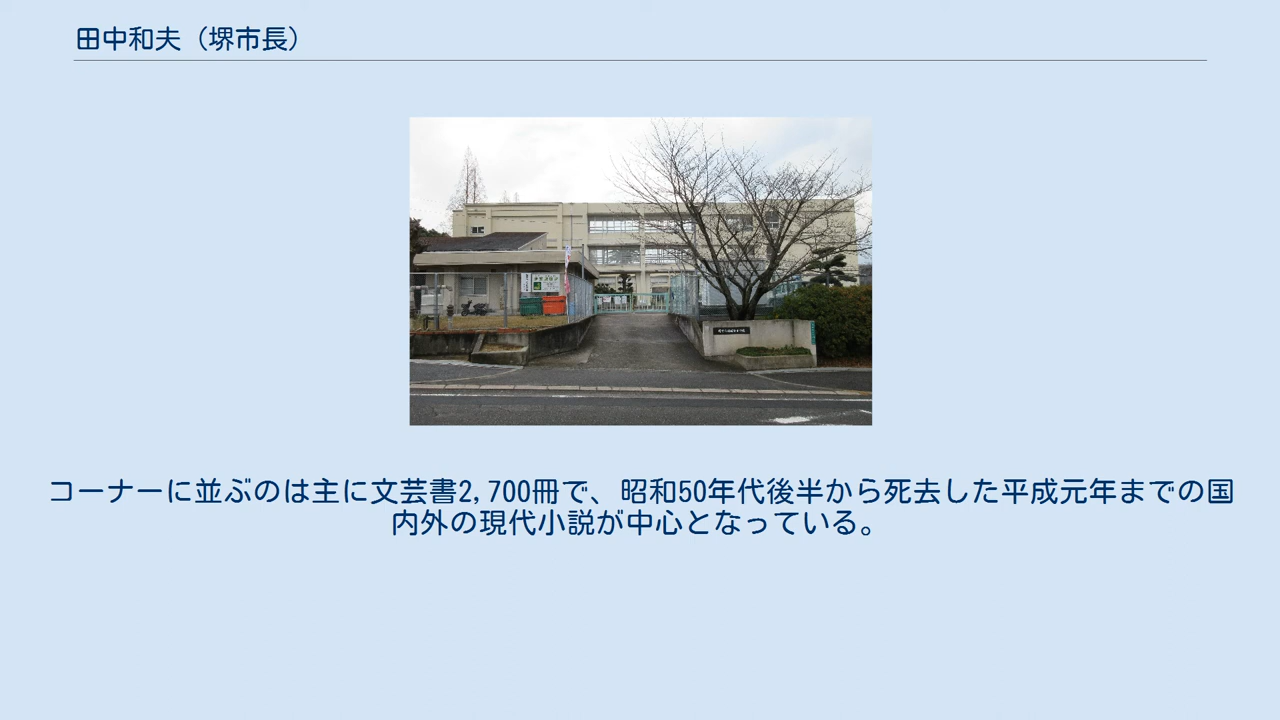 田中和夫（堺市長）
コーナーに並ぶのは主に文芸書2,700冊で、昭和50年代後半から死去した平成元年までの国
内外の現代小説が中心となっている。